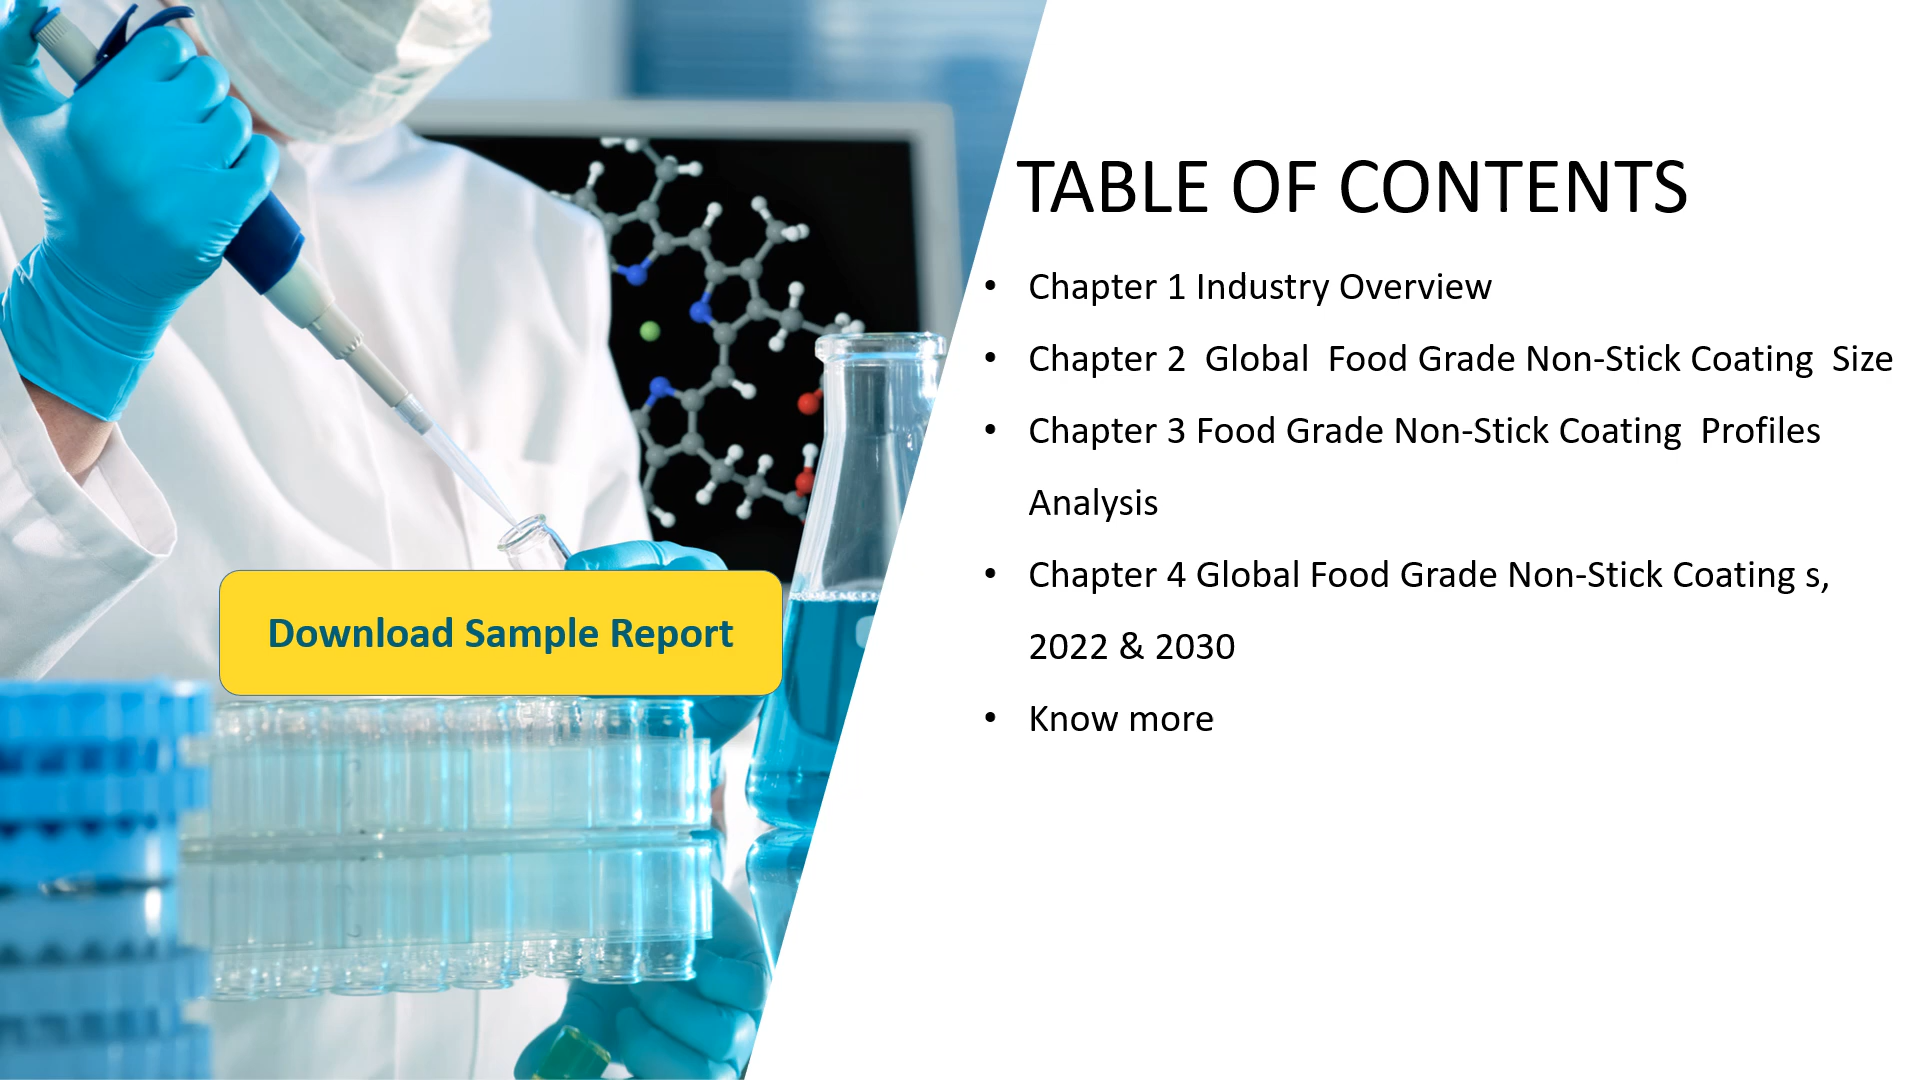 TABLE OF CONTENTS
• Chapter 1 Industry Overview
• Chapter 2  Global  Food Grade Non-Stick Coating  Size
• Chapter 3 Food Grade Non-Stick Coating  Profiles
Analysis
• Chapter 4 Global Food Grade Non-Stick Coating s,
2022 & 2030
• Know more
Download Sample Report